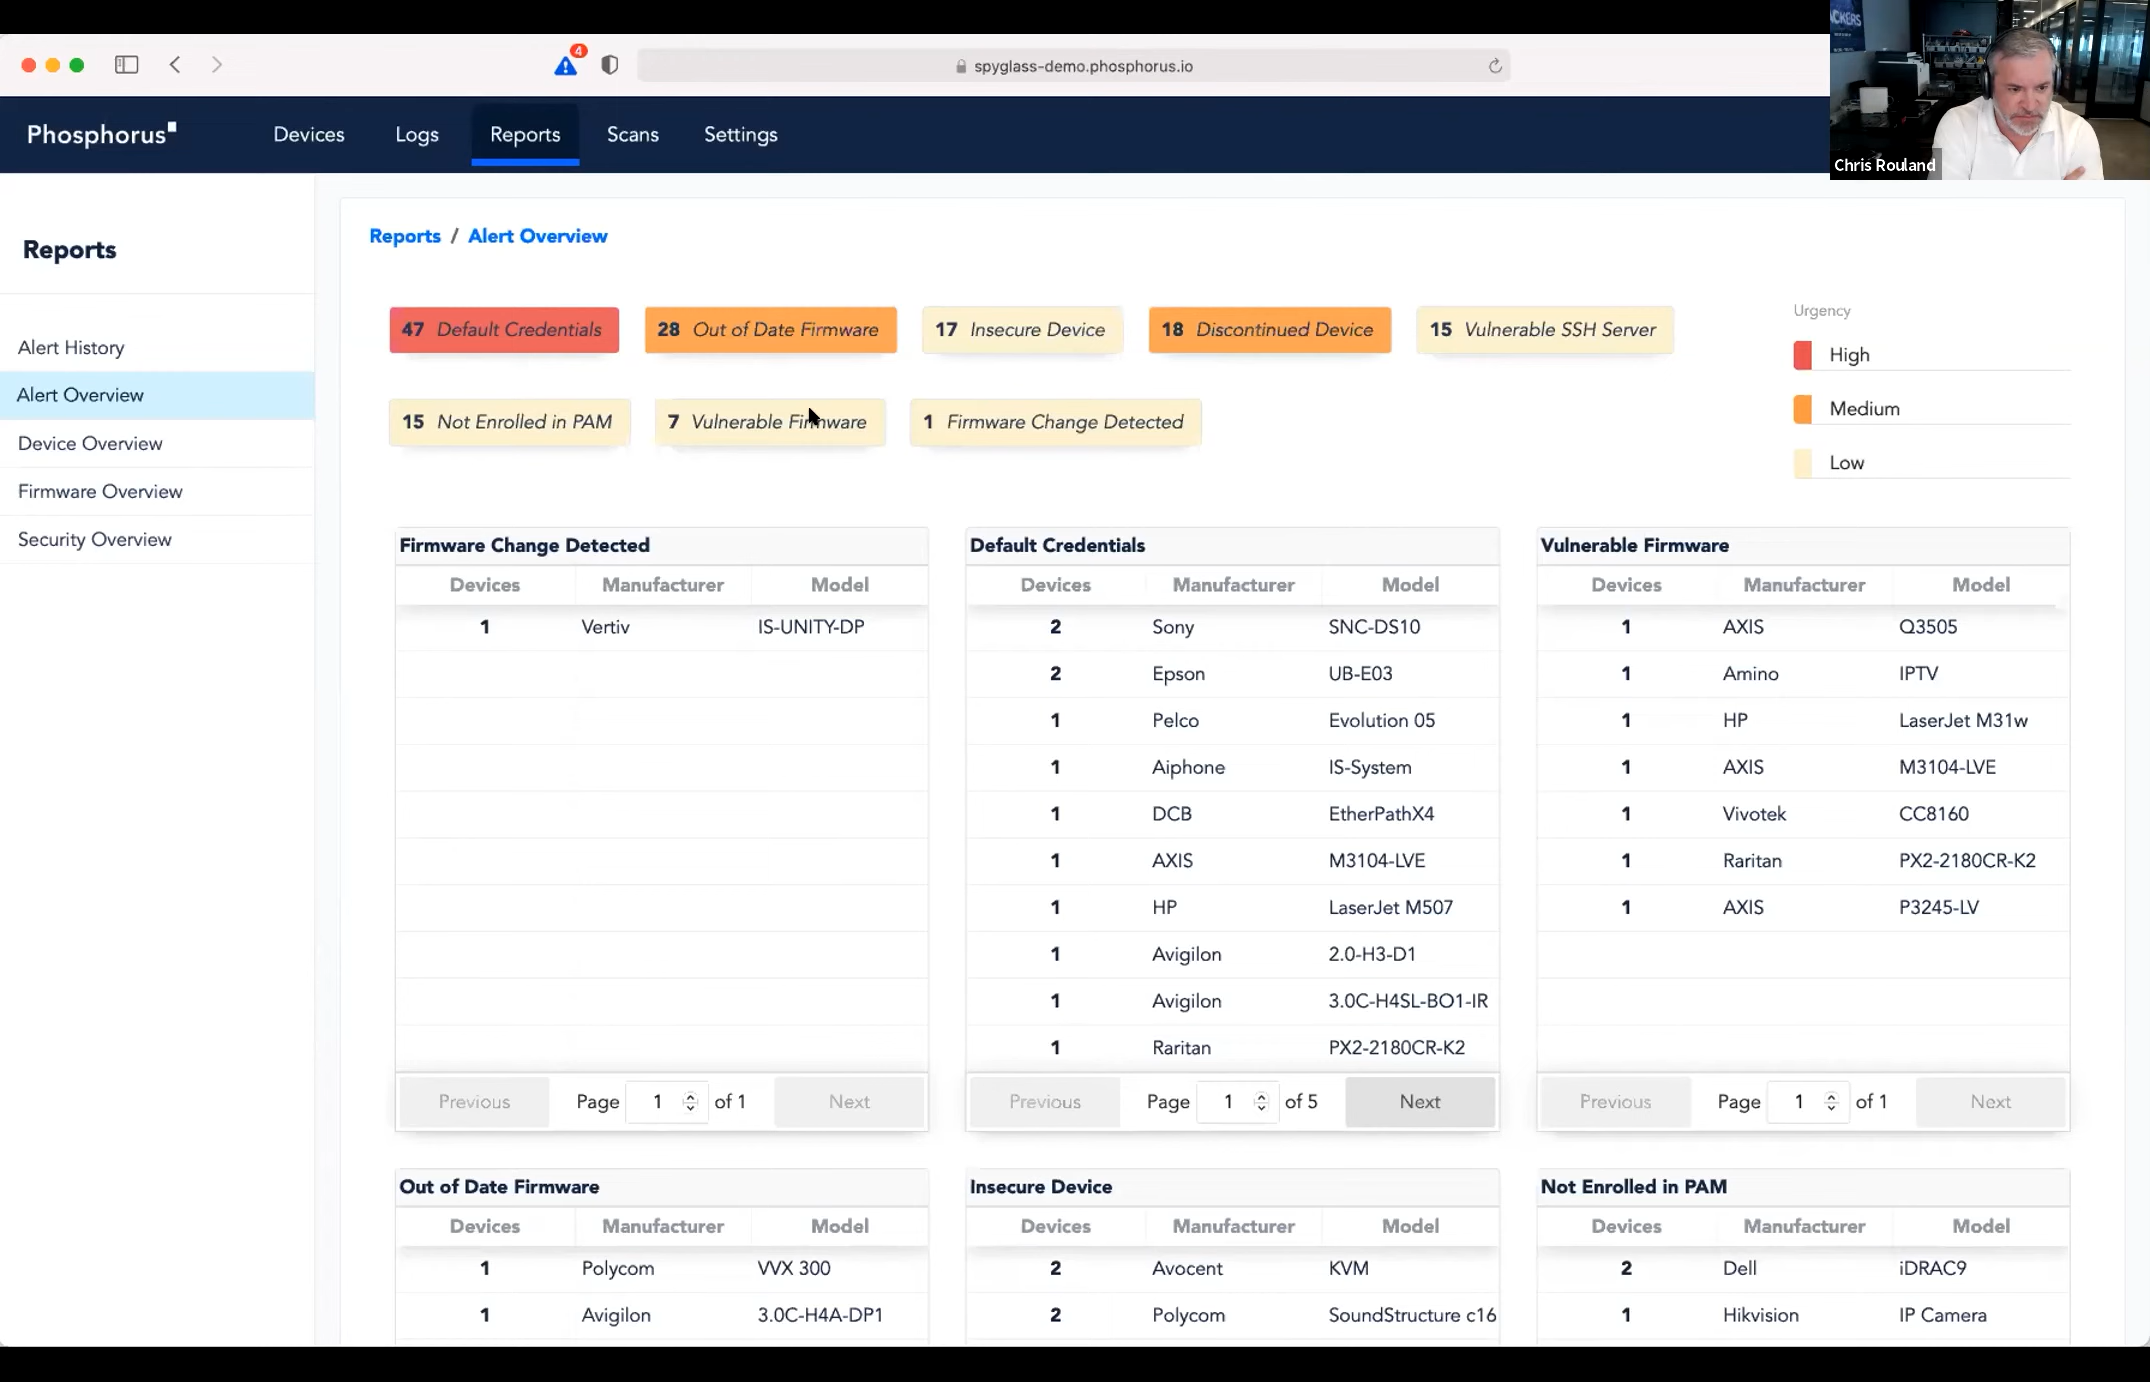 CKERS
4
spyglass-demo.phosphorus.io
Chris Rouland
Phosphorus
Devices Logs Reports Scans Settings
Reports
Alert History
Alert Overview
Device Overview
Firmware Overview
Security Overview
Reports / Alert Overview
47 Default Credentials 28 Out of Date Firmware 17 Insecure Device 18 Discontinued Device 15 Vulnerable SSH Server
15 Not Enrolled in PAM 7 Vulnerable Firmware 1 Firmware Change Detected
Urgency
High
Medium
Low
Firmware Change Detected
Devices Manufacturer Model
1 Vertiv IS-UNITY-DP
Previous Page 1 of 1 Next
Default Credentials
Devices Manufacturer Model
2 Sony SNC-DS10
2 Epson UB-E03
1 Pelco Evolution 05
1 Aiphone IS-System
1 DCB EtherPathX4
1 AXIS M3104-LVE
1 HP LaserJet M507
1 Avigilon 2.0-H3-D1
1 Avigilon 3.0C-H4SL-BO1-IR
1 Raritan PX2-2180CR-K2
Previous Page 1 of 5 Next
Vulnerable Firmware
Devices Manufacturer Model
1 AXIS Q3505
1 Amino IPTV
1 HP LaserJet M31w
1 AXIS M3104-LVE
1 Vivotek CC8160
1 Raritan PX2-2180CR-K2
1 AXIS P3245-LV
Previous Page 1 of 1 Next
Out of Date Firmware
Devices Manufacturer Model
1 Polycom VVX 300
1 Avigilon 3.0C-H4A-DP1
Insecure Device
Devices Manufacturer Model
2 Avocent KVM
2 Polycom SoundStructure c16
Not Enrolled in PAM
Devices Manufacturer Model
2 Dell iDRAC9
1 Hikvision IP Camera